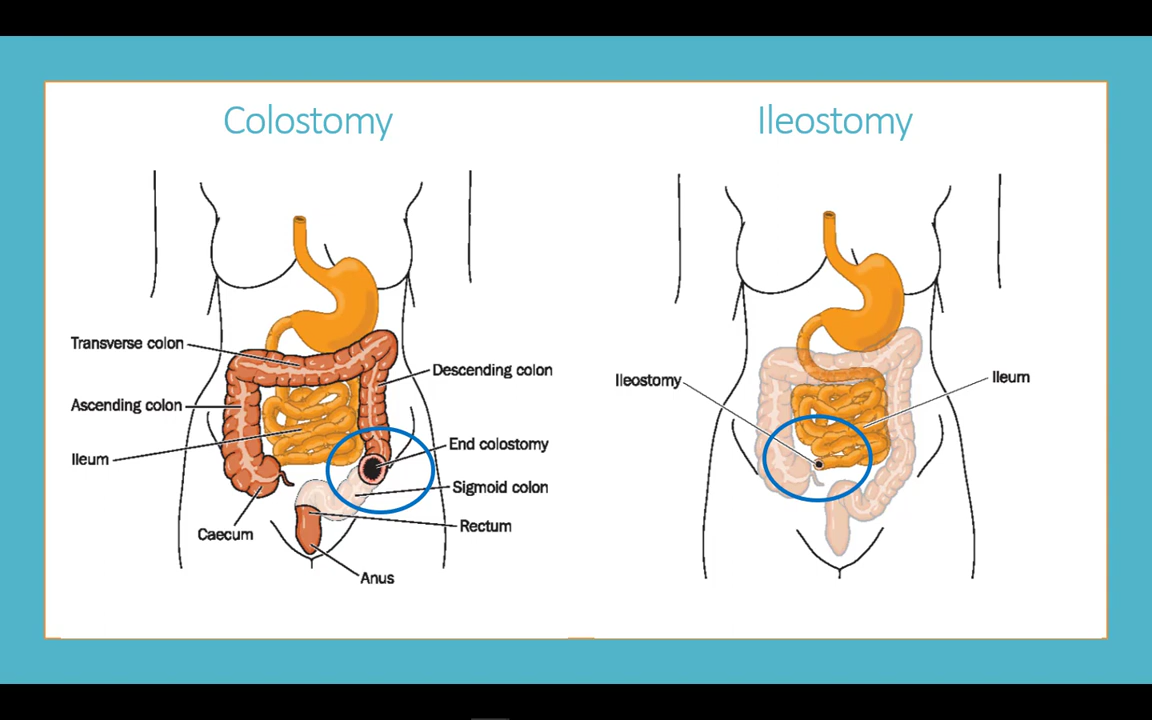 Colostomy
Ileostomy
Transverse colon
Descending colon
Ascending colon
End colostomy
Ileum
Sigmoid colon
Rectum
Caecum
Anus
Ileostomy
Ileum